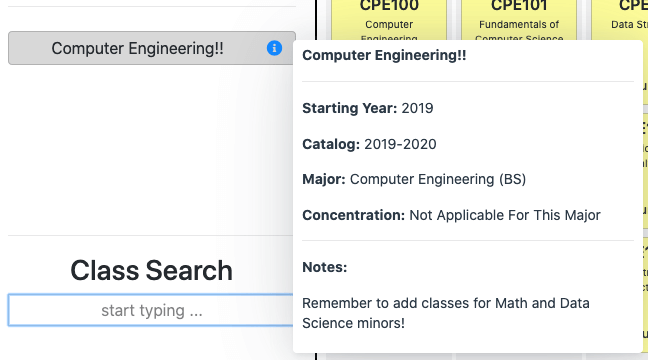 CPE100
Computer
Engineering
CPE101
Fundamentals of
Computer Science
CPE
Data Str
Computer Engineering!!
Computer Engineering!!
Starting Year: 2019
Catalog: 2019-2020
Major: Computer Engineering (BS)
Concentration: Not Applicable For This Major
Notes:
Remember to add classes for Math and Data
Science minors!
Class Search
start typing ...